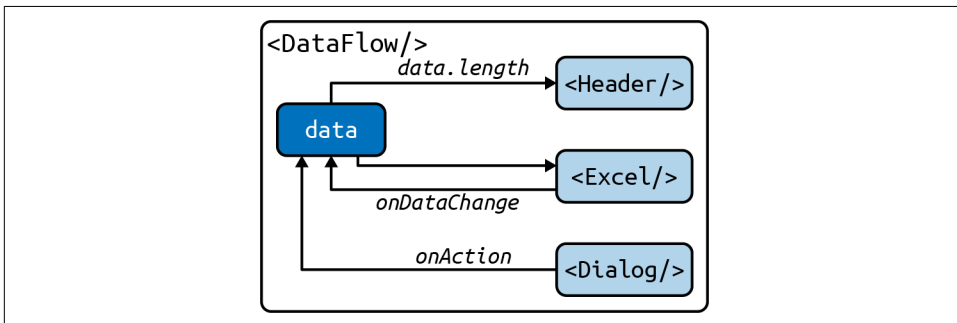 <DataFlow/>
data.length
<Header/>
data
<Excel/>
onDataChange
onAction
<Dialog/>